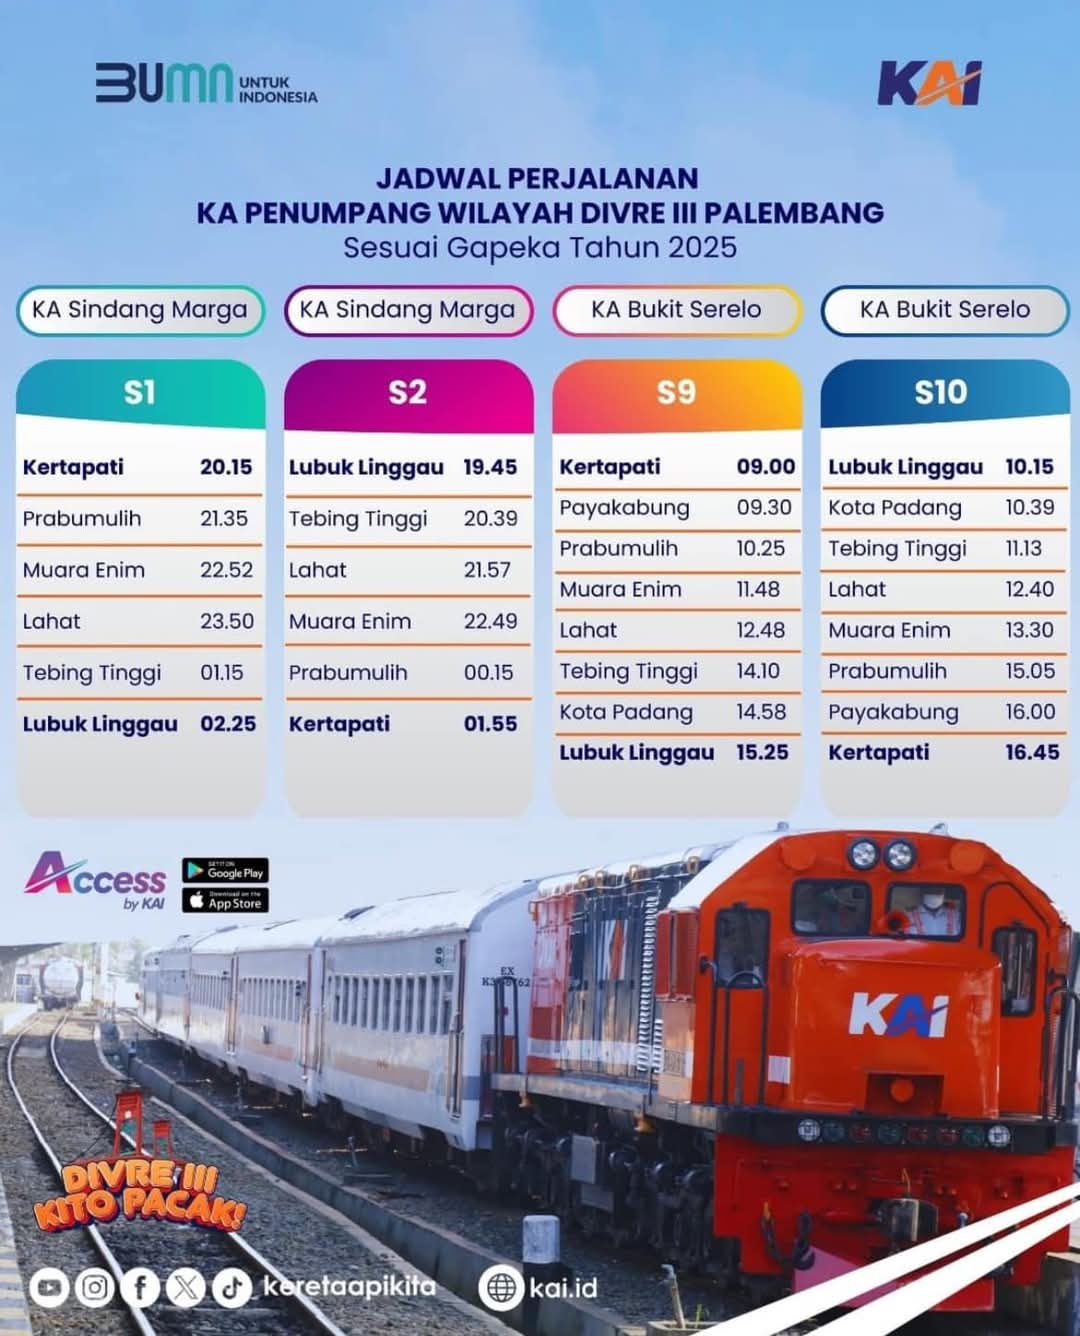 BUMN UNTUK
INDONESIA
KAI
JADWAL PERJALANAN
KA PENUMPANG WILAYAH DIVRE III PALEMBANG
Sesuai Gapeka Tahun 2025
KA Sindang Marga
S1
Kertapati 20.15
Prabumulih 21.35
Muara Enim 22.52
Lahat 23.50
Tebing Tinggi 01.15
Lubuk Linggau 02.25
KA Sindang Marga
S2
Lubuk Linggau 19.45
Tebing Tinggi 20.39
Lahat 21.57
Muara Enim 22.49
Prabumulih 00.15
Kertapati 01.55
KA Bukit Serelo
S9
Kertapati 09.00
Payakabung 09.30
Prabumulih 10.25
Muara Enim 11.48
Lahat 12.48
Tebing Tinggi 14.10
Kota Padang 14.58
Lubuk Linggau 15.25
KA Bukit Serelo
S10
Lubuk Linggau 10.15
Kota Padang 10.39
Tebing Tinggi 11.13
Lahat 12.40
Muara Enim 13.30
Prabumulih 15.05
Payakabung 16.00
Kertapati 16.45
Access
by KAI
GET IT ON
Google Play
Download on the
App Store
EX
KAI
DIVRE III
KITO PACAK!
keretaapikita
kai.id